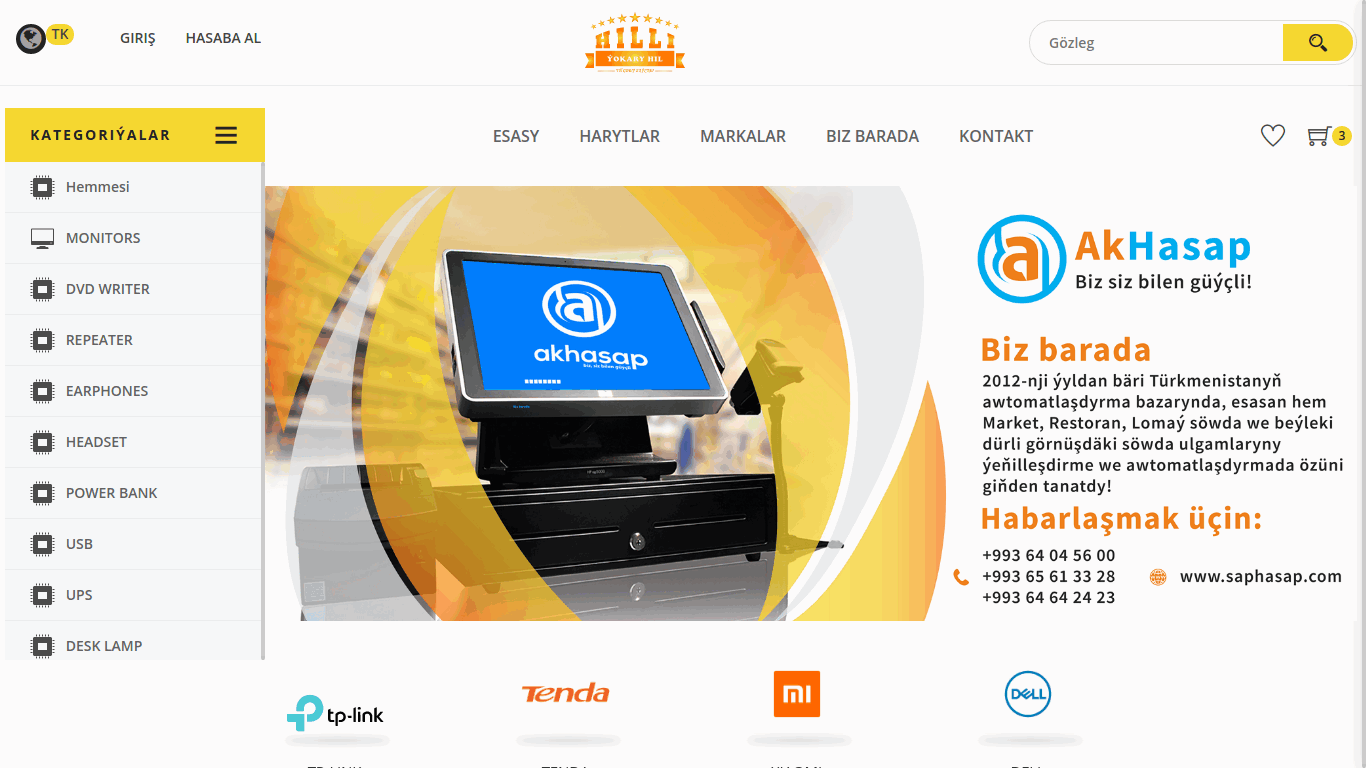 TK
GIRIŞ
HASABA AL
HILLI
ÝOKARY HIL
Gözleg
KATEGORIÝALAR
ESASY
HARYTLAR
MARKALAR
BIZ BARADA
KONTAKT
3
Hemmesi
MONITORS
DVD WRITER
REPEATER
EARPHONES
HEADSET
POWER BANK
USB
UPS
DESK LAMP
akhasap
biz, siz bilen güýçli
AkHasap
Biz siz bilen güýçli!
Biz barada
2012-nji ýyldan bäri Türkmenistanyň
awtomatlaşdyrma bazarynda, esasan hem
Market, Restoran, Lomaý söwda we beýleki
dürli görnüşdäki söwda ulgamlaryny
ýeňilleşdirme we awtomatlaşdyrmada özüni
giňden tanatdy!
Habarlaşmak üçin:
+993 64 04 56 00
+993 65 61 33 28
+993 64 64 24 23
www.saphasap.com
tp-link
Tenda
mi
DELL